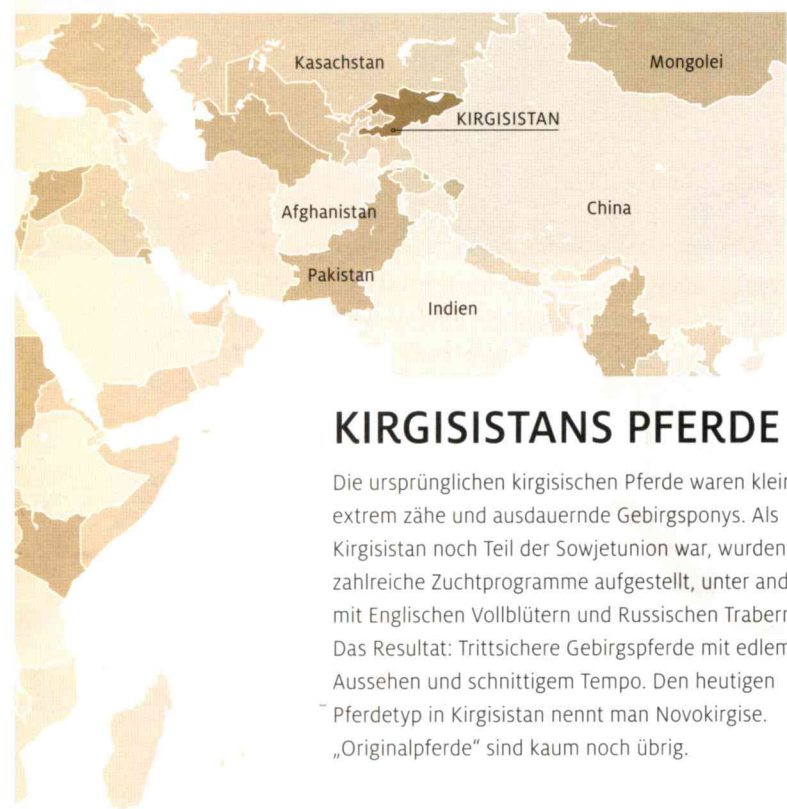 Kasachstan
Mongolei
KIRGISISTAN
Afghanistan
China
Pakistan
Indien
KIRGISISTANS PFERDE
Die ursprünglichen kirgisischen Pferde waren klein
extrem zähe und ausdauernde Gebirgsponys. Als
Kirgisistan noch Teil der Sowjetunion war, wurden
zahlreiche Zuchtprogramme aufgestellt, unter and
mit Englischen Vollblütern und Russischen Trabern
Das Resultat: Trittsichere Gebirgspferde mit edlem
Aussehen und schnittigem Tempo. Den heutigen
Pferdetyp in Kirgisistan nennt man Novokirgise.
„Originalpferde“ sind kaum noch übrig.